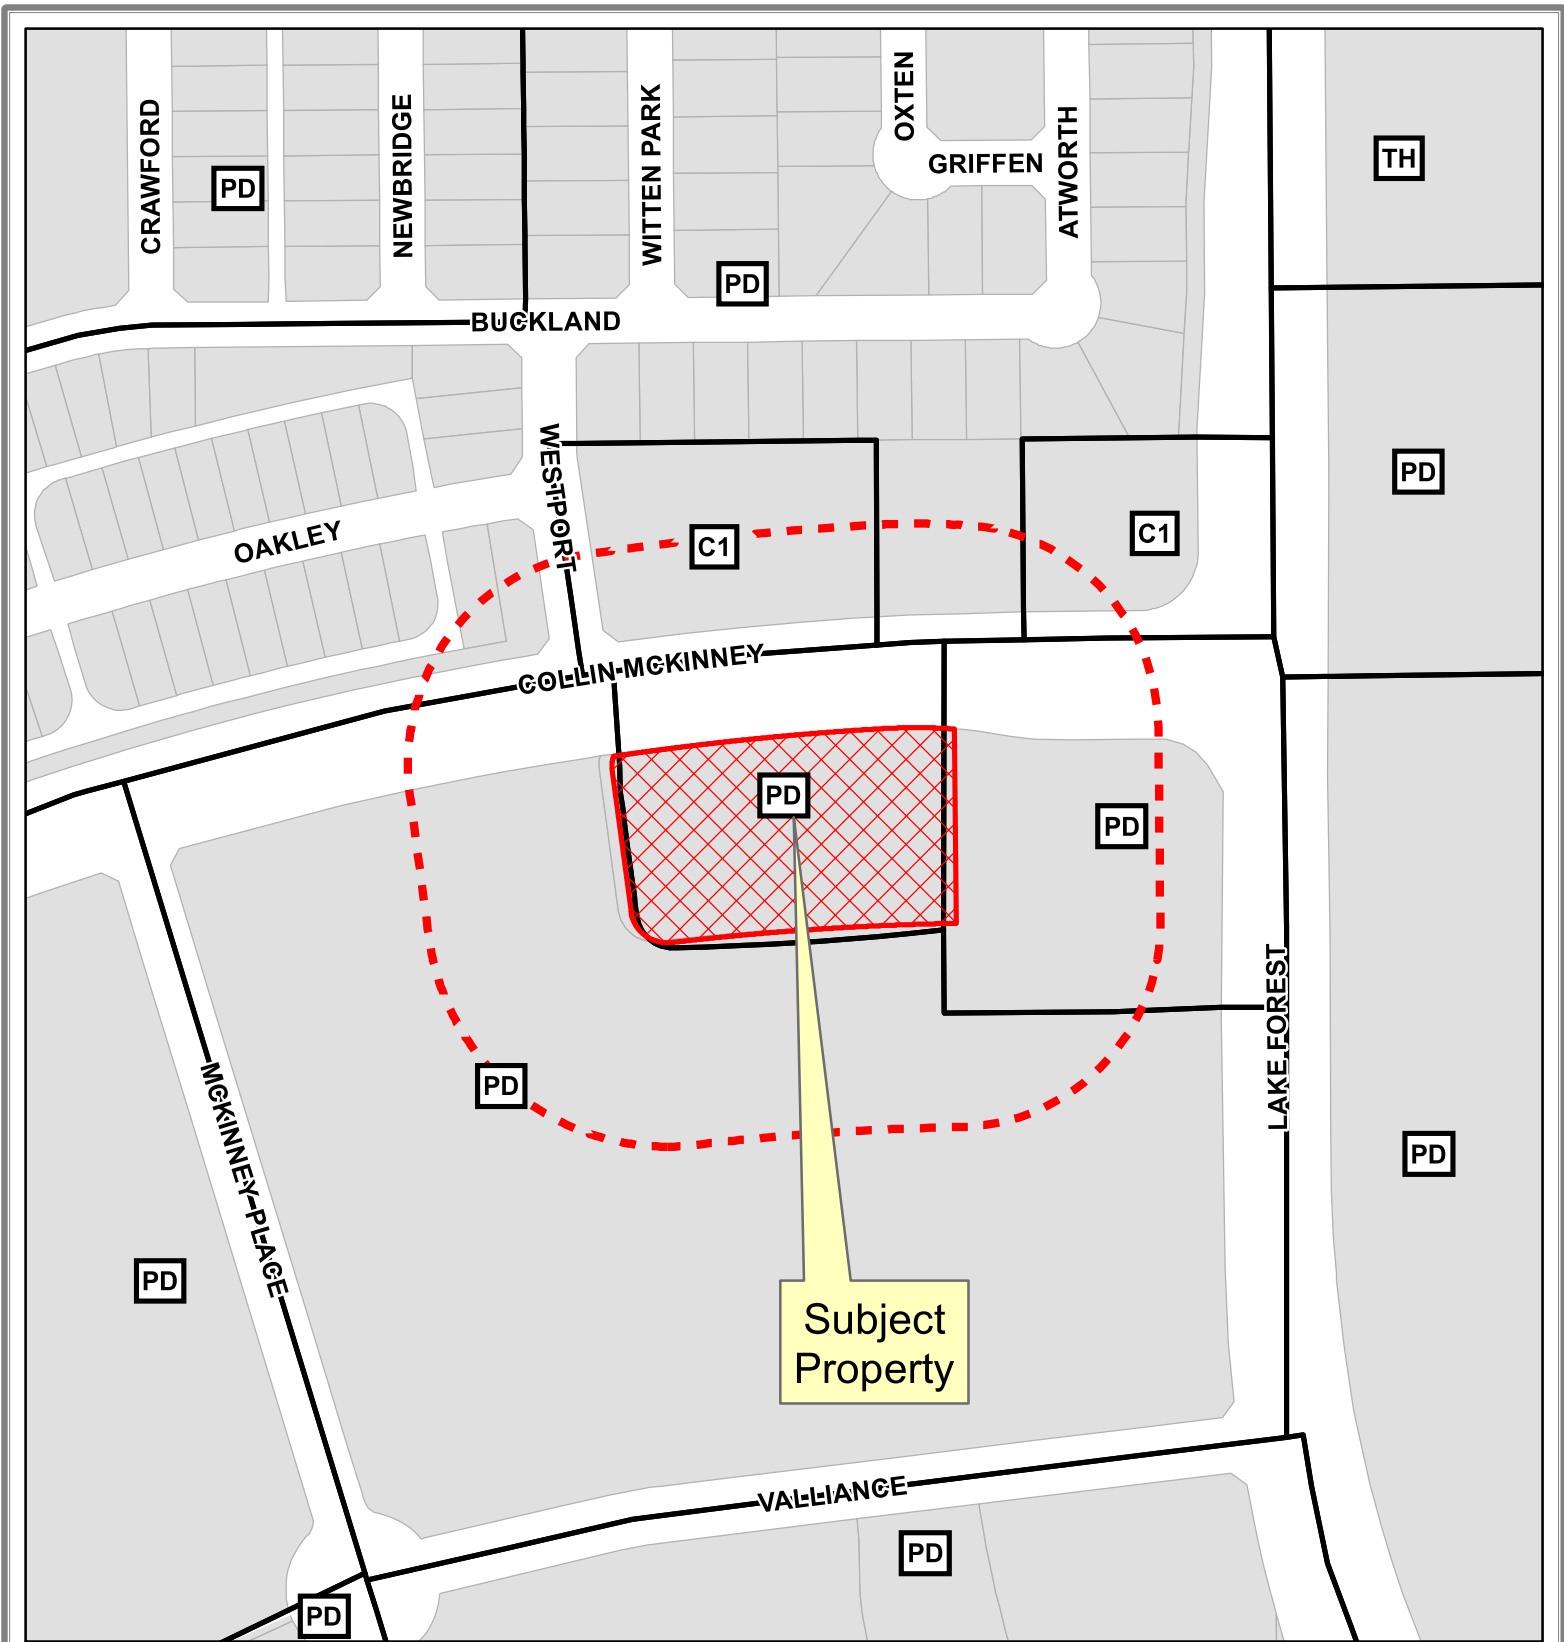 CRAWFORD
NEWBRIDGE
WITTEN PARK
OXTEN
GRIFFEN
ATWORTH
TH
PD
PD
BUCKLAND
PD
WESTPORT
OAKLEY
C1
C1
COLLIN MCKINNEY
PD
PD
LAKE FOREST
PD
MCKINNEY PLACE
PD
PD
Subject
Property
VALLIANCE
PD
PD